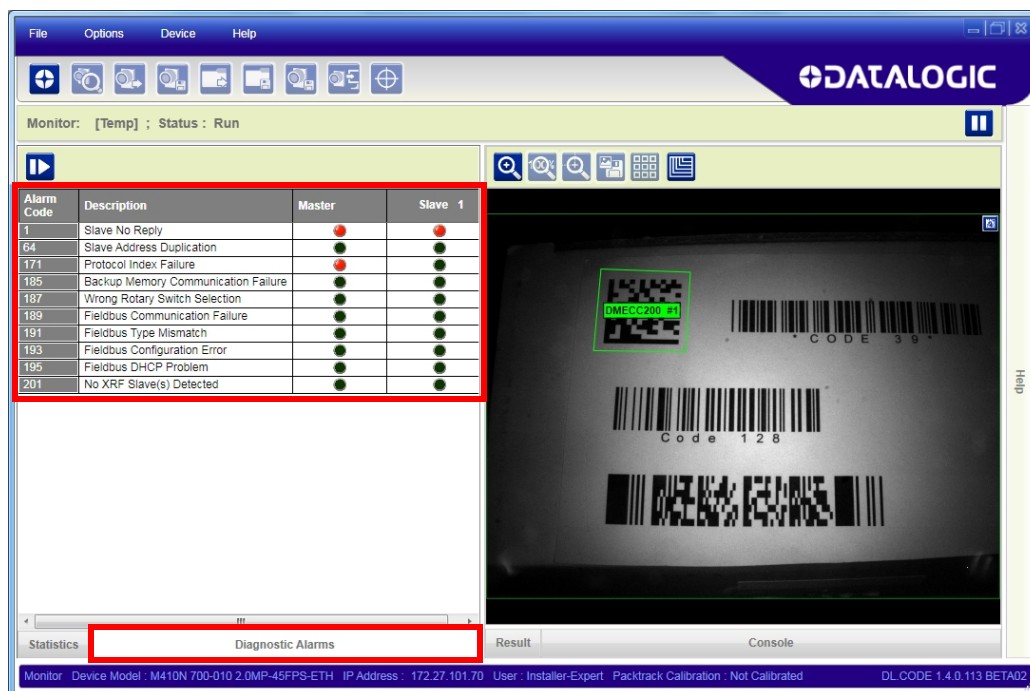 File Options Device Help
DATALOGIC
Monitor: [Temp] ; Status : Run
Alarm Code Description Master Slave 1
1 Slave No Reply
64 Slave Address Duplication
171 Protocol Index Failure
185 Backup Memory Communication Failure
187 Wrong Rotary Switch Selection
189 Fieldbus Communication Failure
191 Fieldbus Type Mismatch
193 Fieldbus Configuration Error
195 Fieldbus DHCP Problem
201 No XRF Slave(s) Detected
DMECC200 #1
* CODE 39 *
Code 128
Help
Statistics Diagnostic Alarms Result Console
Monitor Device Model : M410N 700-010 2.0MP-45FPS-ETH IP Address : 172.27.101.70 User : Installer-Expert Packtrack Calibration : Not Calibrated DL.CODE 1.4.0.113 BETA02